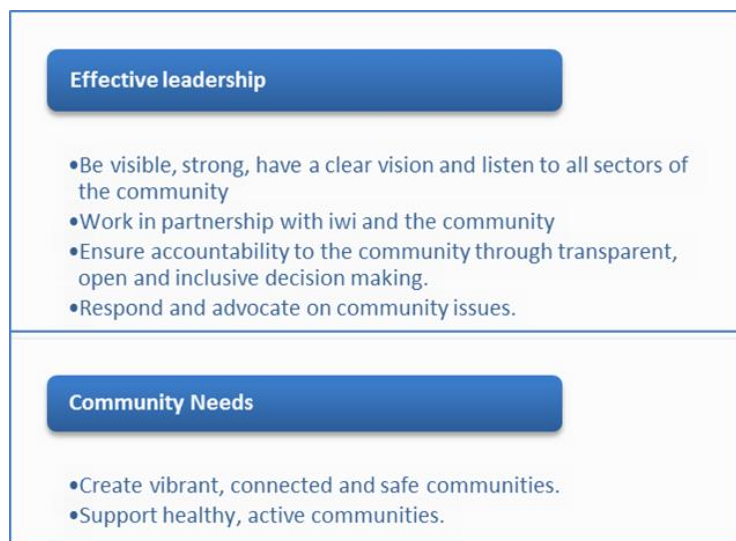 Effective leadership
•Be visible, strong, have a clear vision and listen to all sectors of
the community
•Work in partnership with iwi and the community
•Ensure accountability to the community through transparent,
open and inclusive decision making.
•Respond and advocate on community issues.
Community Needs
•Create vibrant, connected and safe communities.
•Support healthy, active communities.